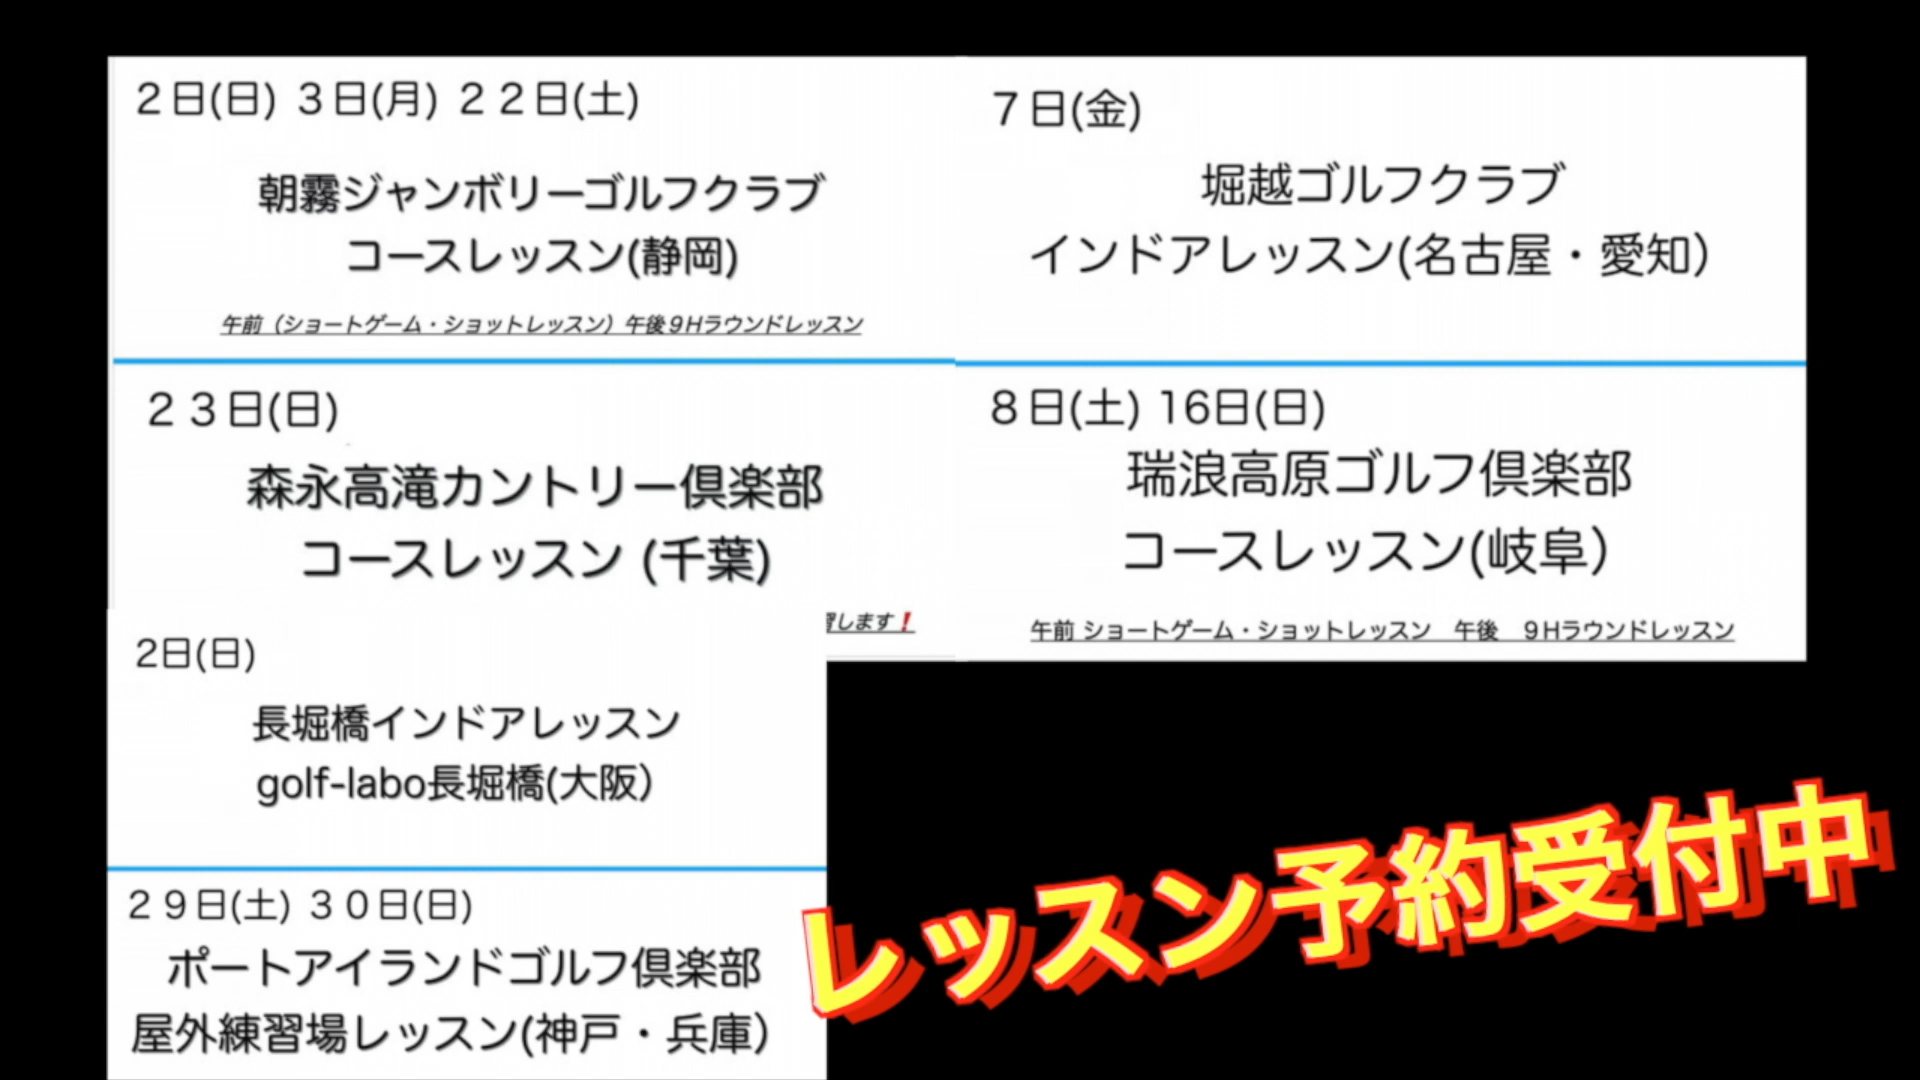 ２日(日) ３日(月) ２２日(土)
朝霧ジャンボリーゴルフクラブ
コースレッスン(静岡)
午前（ショートゲーム・ショットレッスン）午後９Hラウンドレッスン
２３日(日)
森永高滝カントリー倶楽部
コースレッスン (千葉)
します❗
2日(日)
長堀橋インドアレッスン
golf-labo長堀橋(大阪）
２９日(土) ３０日(日)
ポートアイランドゴルフ倶楽部
屋外練習場レッスン(神戸・兵庫）
７日(金)
堀越ゴルフクラブ
インドアレッスン(名古屋・愛知）
８日(土) 16日(日)
瑞浪高原ゴルフ倶楽部
コースレッスン(岐阜）
午前 ショートゲーム・ショットレッスン　午後　９Hラウンドレッスン
レッスン予約受付中